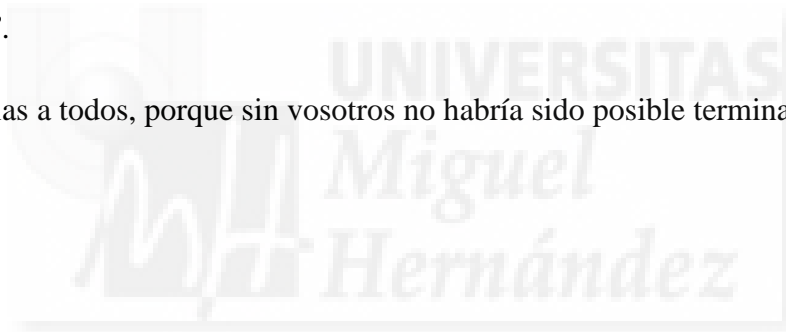 .
as a todos, porque sin vosotros no habría sido posible termina
UNIVERSITAS
Miguel
Hernández